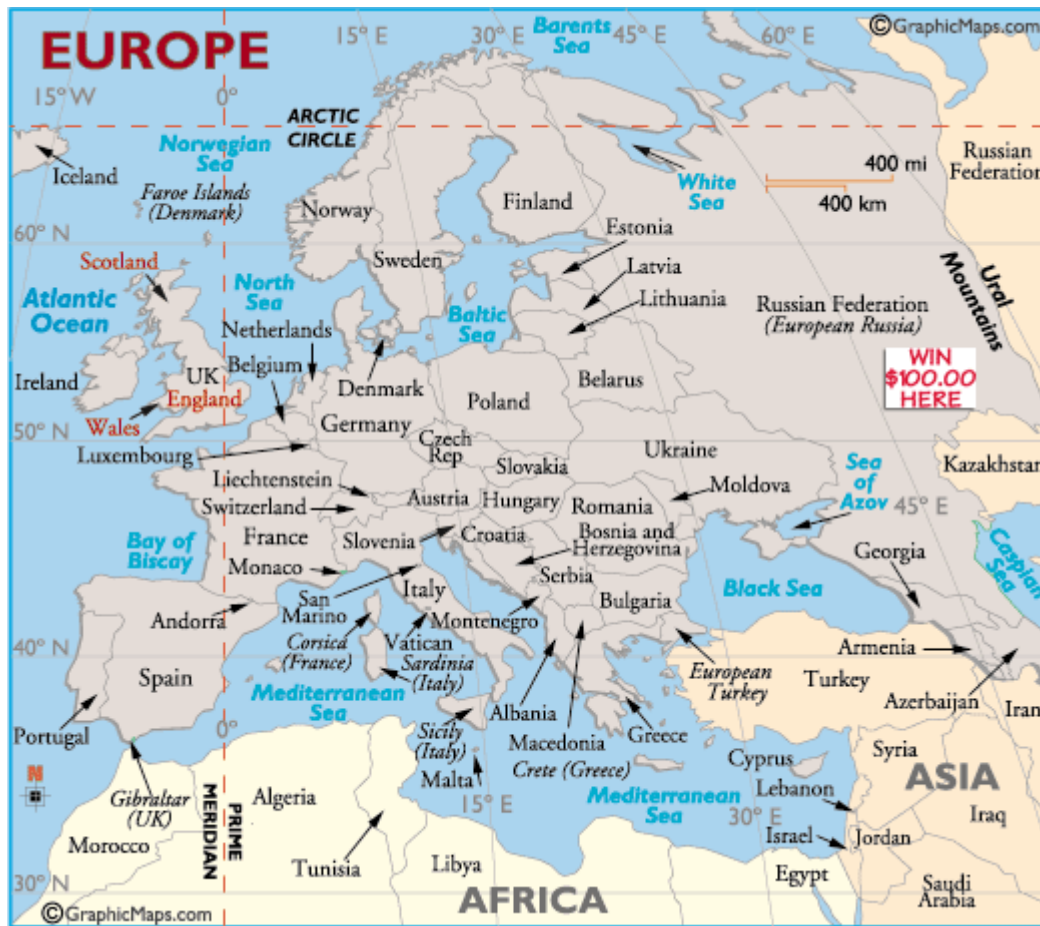 EUROPE
©GraphicMaps.com
15° W
0°
15° E
30° E
Barents
Sea
45° E
60° E
ARCTIC
CIRCLE
Norwegian
Sea
Iceland
Faroe Islands
(Denmark)
White
Sea
400 mi
400 km
Russian
Federation
Norway
Finland
Sweden
Estonia
60° N
Scotland
North
Sea
Latvia
Lithuania
Baltic
Sea
Ural
Mountains
Atlantic
Ocean
Russian Federation
(European Russia)
Netherlands
Belgium
Denmark
WIN
$100.00
HERE
Ireland
UK
England
Wales
Belarus
Poland
Germany
50° N
Luxembourg
Czech
Rep
Slovakia
Ukraine
Kazakhstan
Liechtenstein
Switzerland
Austria
Hungary
Romania
Moldova
Sea
of
Azov
45° E
Bay of
Biscay
France
Slovenia
Croatia
Bosnia and
Herzegovina
Georgia
Caspian
Sea
Monaco
San
Marino
Italy
Serbia
Black Sea
Andorra
Corsica
(France)
Vatican
Montenegro
Bulgaria
40° N
Spain
Sardinia
(Italy)
European
Turkey
Turkey
Armenia
Azerbaijan
Iran
Mediterranean
Sea
Portugal
0°
Sicily
(Italy)
Albania
Macedonia
Greece
Crete (Greece)
Cyprus
Syria
ASIA
N
Gibraltar
(UK)
Malta
15° E
Mediterranean
Sea
30° E
Lebanon
Israel
Jordan
Iraq
Morocco
MERIDIAN
PRIME
Algeria
Tunisia
Libya
Egypt
Saudi
Arabia
30° N
AFRICA
©GraphicMaps.com